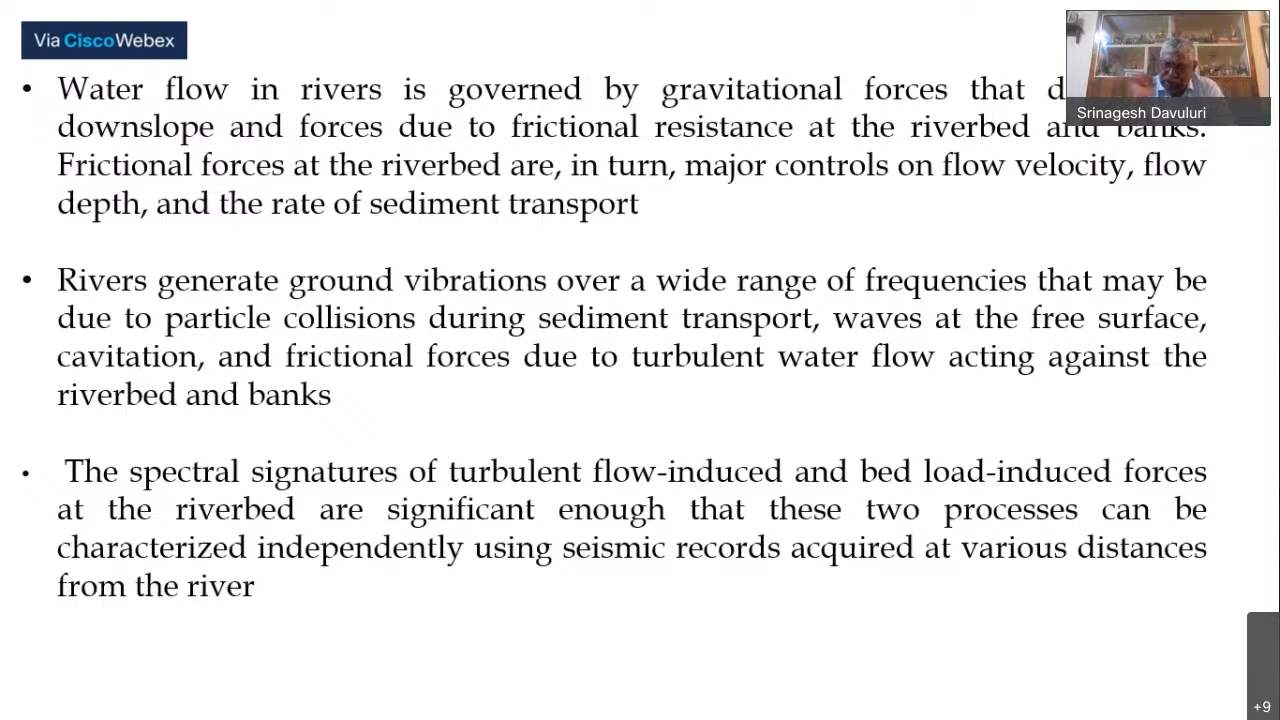 Via Cisco Webex
• Water flow in rivers is governed by gravitational forces that
downslope and forces due to frictional resistance at the riverbed and banks.
Frictional forces at the riverbed are, in turn, major controls on flow velocity, flow
depth, and the rate of sediment transport
• Rivers generate ground vibrations over a wide range of frequencies that may be
due to particle collisions during sediment transport, waves at the free surface,
cavitation, and frictional forces due to turbulent water flow acting against the
riverbed and banks
• The spectral signatures of turbulent flow-induced and bed load-induced forces
at the riverbed are significant enough that these two processes can be
characterized independently using seismic records acquired at various distances
from the river
Srinagesh Davuluri
+9